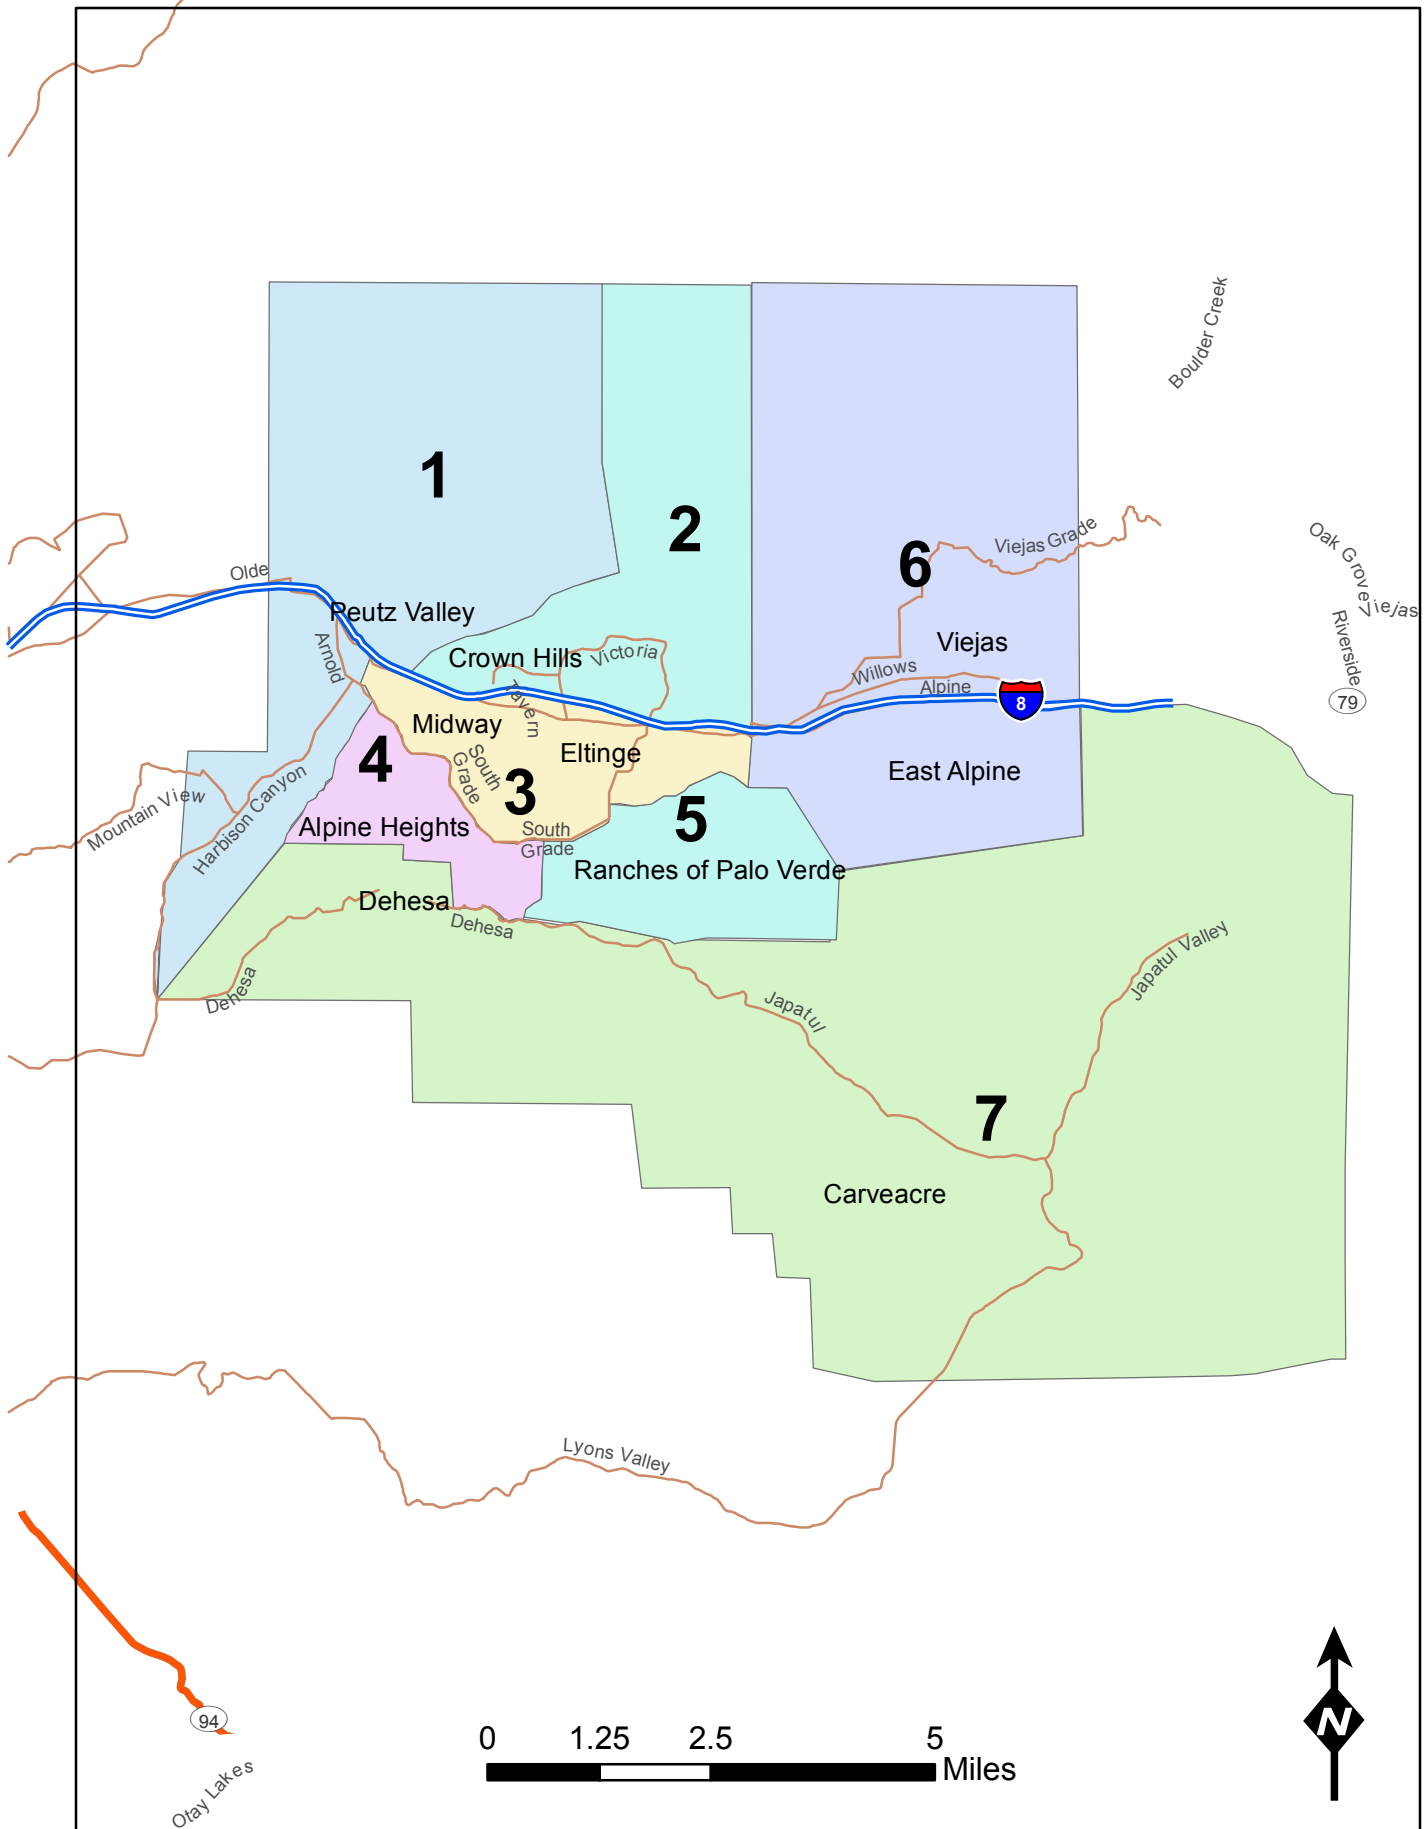 Boulder Creek
1
2
Oak Grove
6
Viejas Grade
Olde
Viejas
Peutz Valley
Riverside
Arnold
Crown Hills
Victoria
Viejas
Willows
Alpine
8
79
Tavern
Midway
Eltinge
East Alpine
4
South
Grade
3
5
Mountain View
Harbison Canyon
Alpine Heights
South
Grade
Ranches of Palo Verde
Dehesa
Dehesa
Dehesa
Japatul Valley
Japatul
7
Carveacre
Lyons Valley
94
Otay Lakes
0 1.25 2.5 5
Miles
N